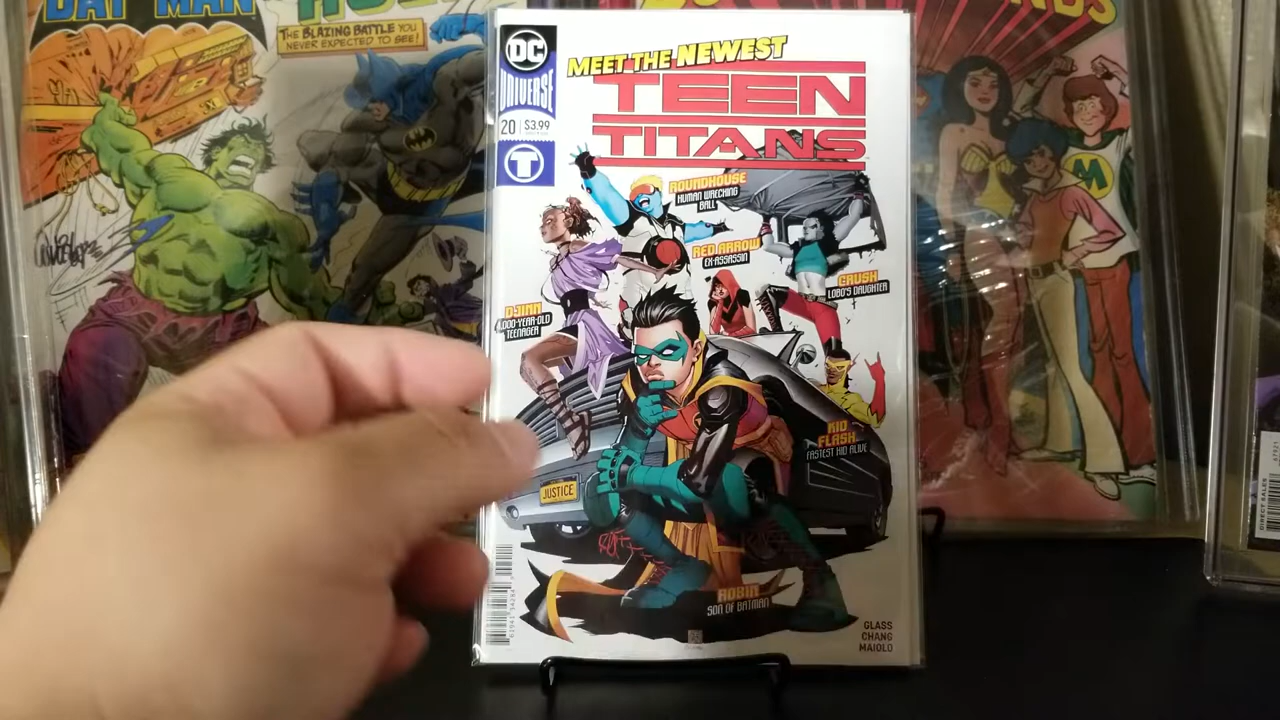 BATMAN
THE BLAZING BATTLE YOU
NEVER EXPECTED TO SEE!
DC
UNIVERSE
20 $3.99
T
MEET THE NEWEST
TEEN
TITANS
ROUNDHOUSE
HUMAN WRECKING
BALL
RED ARROW
EX-ASSASSIN
CRUSH
LOBO'S DAUGHTER
DJINN
4,000-YEAR-OLD
TEENAGER
KID
FLASH
FASTEST KID ALIVE
JUSTICE
ROBIN
SON OF BATMAN
GLASS
CHANG
MAIOLO
M
DIRECT SALES